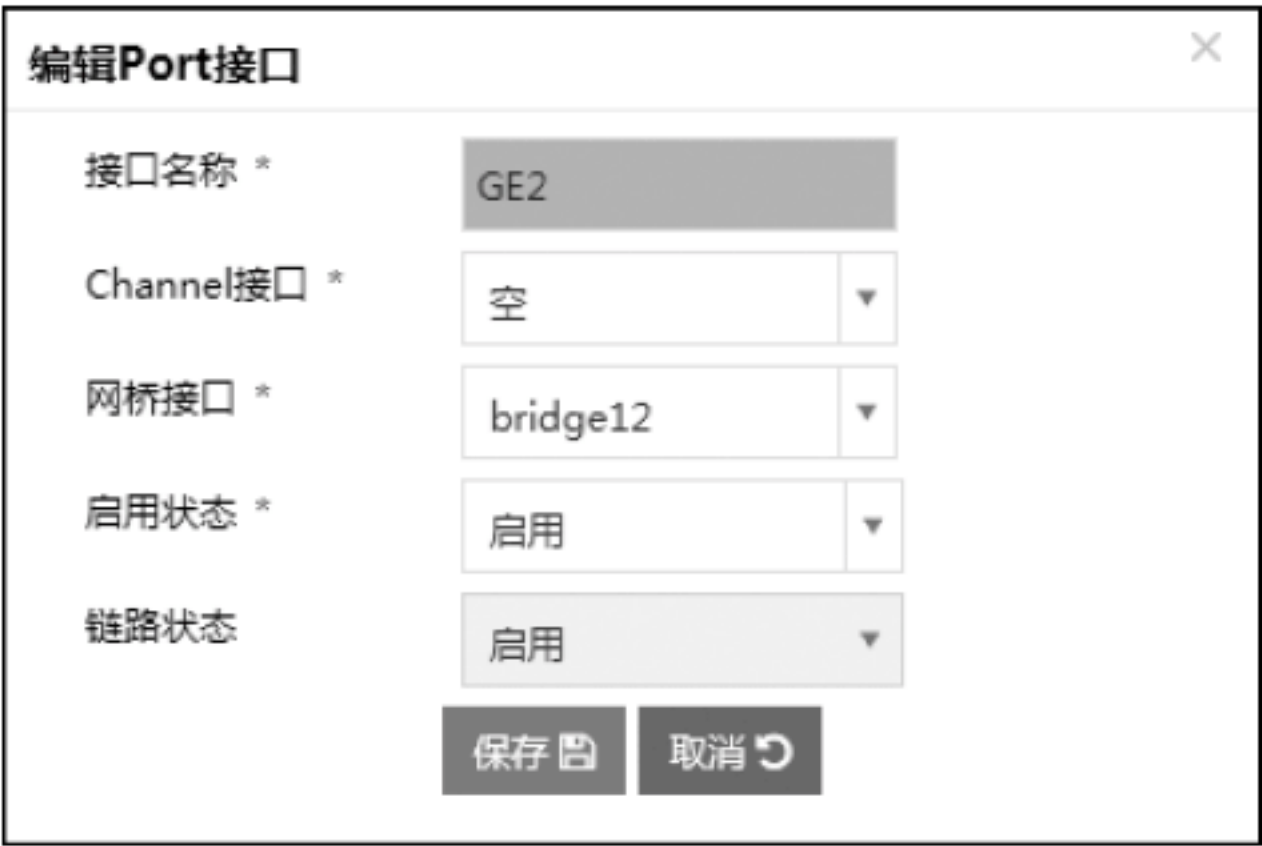 编辑Port接口
接口名称 * GE2
Channel接口 * 空
网桥接口 * bridge12
启用状态 * 启用
链路状态 启用
保存 取消